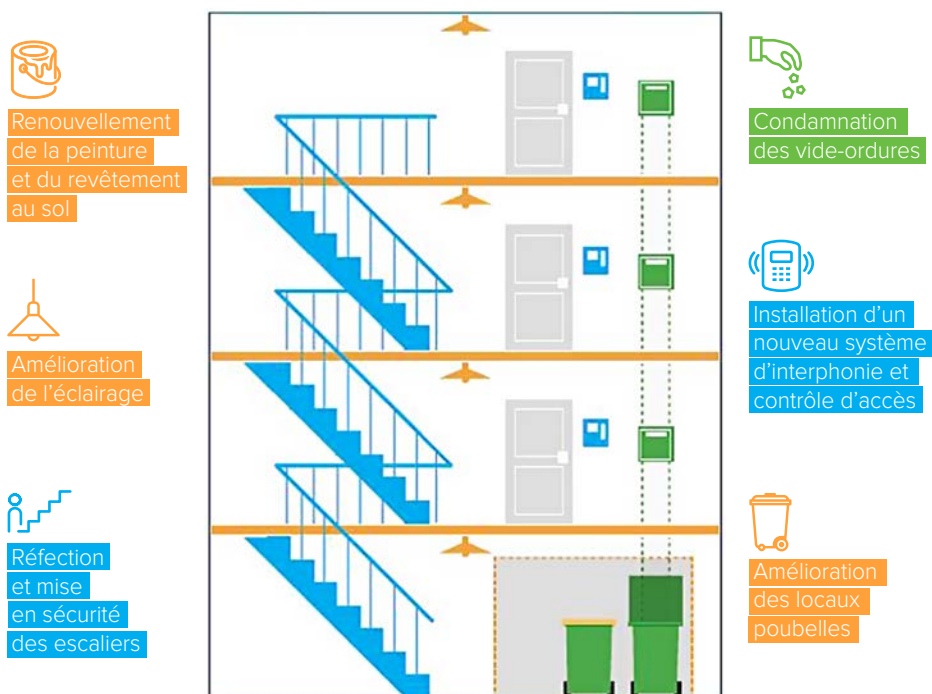 Renouvellement
de la peinture
et du revêtement
au sol
Amélioration
de l'éclairage
Réfection
et mise
en sécurité
des escaliers
Condamnation
des vide-ordures
Installation d'un
nouveau système
d'interphonie et
contrôle d'accès
Amélioration
des locaux
poubelles